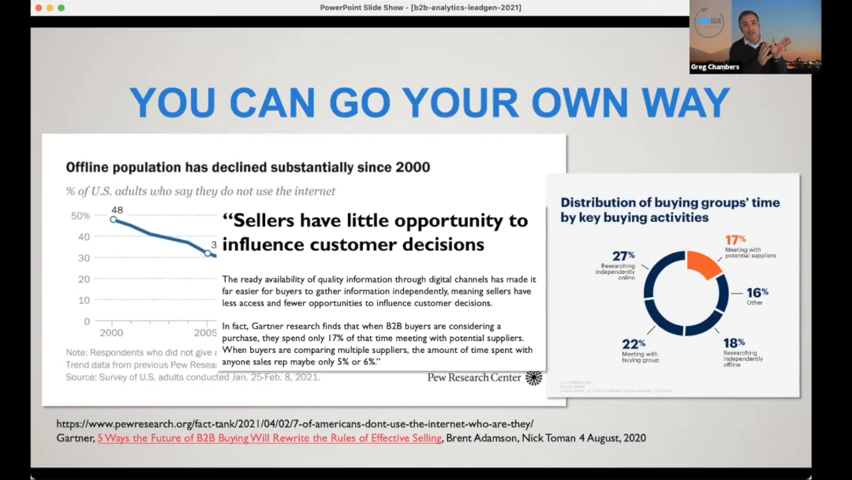 PowerPoint Slide Show - [b2b-analytics-leadgen-2021]
Greg Chambers
YOU CAN GO YOUR OWN WAY
Offline population has declined substantially since 2000
% of U.S. adults who say they do not use the internet
50%
40
30
20
10
0
48
3
2000
2005
Note: Respondents who did not give a
Trend data from previous Pew Resea
Source: Survey of U.S. adults conducted Jan. 25-Feb. 8, 2021.
Pew Research Center
“Sellers have little opportunity to
influence customer decisions
The ready availability of quality information through digital channels has made it
far easier for buyers to gather information independently, meaning sellers have
less access and fewer opportunities to influence customer decisions.
In fact, Gartner research finds that when B2B buyers are considering a
purchase, they spend only 17% of that time meeting with potential suppliers.
When buyers are comparing multiple suppliers, the amount of time spent with
anyone sales rep maybe only 5% or 6%.”
Distribution of buying groups' time
by key buying activities
17%
Meeting with
potential suppliers
16%
Other
18%
Researching
independently
offline
22%
Meeting with
buying group
27%
Researching
independently
online
https://www.pewresearch.org/fact-tank/2021/04/02/7-of-americans-dont-use-the-internet-who-are-they/
Gartner, 5 Ways the Future of B2B Buying Will Rewrite the Rules of Effective Selling, Brent Adamson, Nick Toman 4 August, 2020